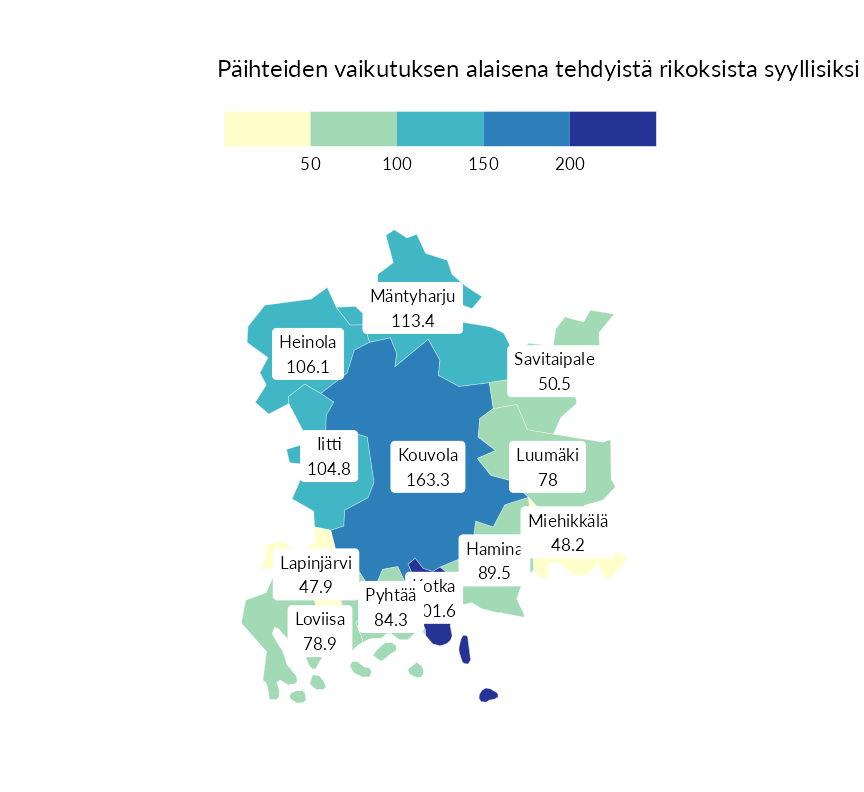 Päihteiden vaikutuksen alaisena tehdyistä rikoksista syyllisiksi
50 100 150 200
Mäntyharju
113.4
Heinola
106.1
Savitaipale
50.5
Iitti
104.8
Kouvola
163.3
Luumäki
78
Miehikkälä
48.2
Hamina
89.5
Lapinjärvi
47.9
Pyhtää
84.3
otka
01.6
Loviisa
78.9